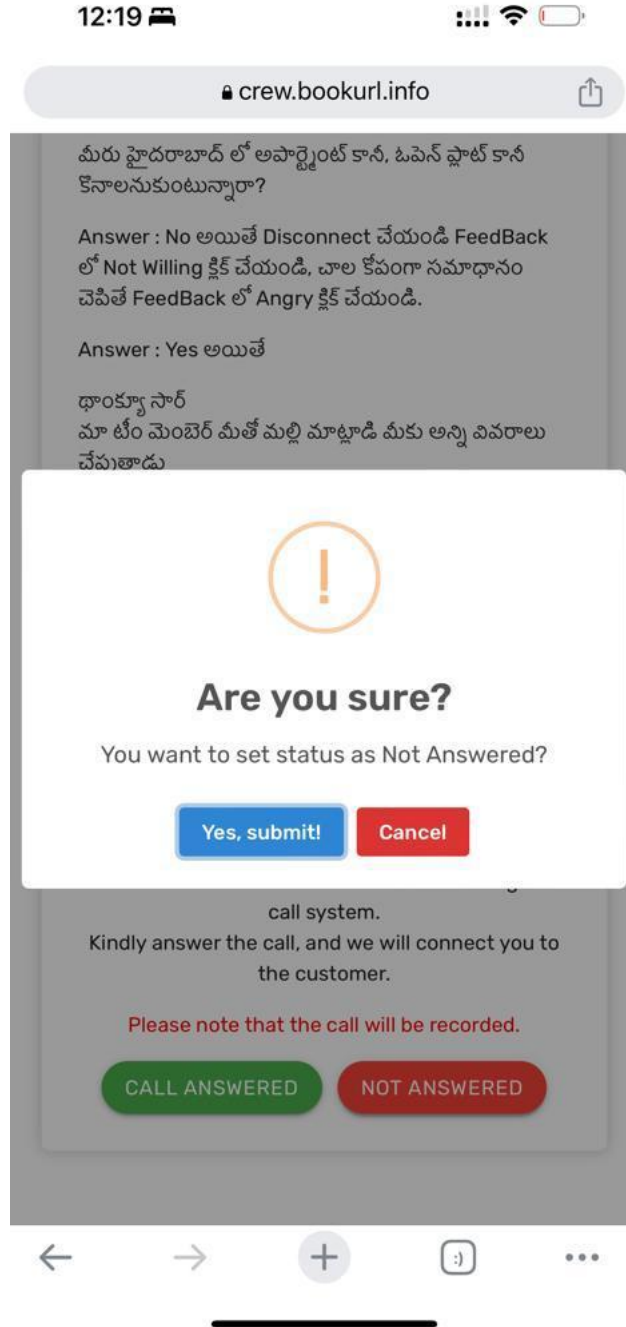 12:19
crew.bookurl.info
మీరు హైదరాబాద్ లో అపార్ట్మెంట్ కానీ, ఓపెన్ ప్లాట్ కానీ
కొనాలనుకుంటున్నారా?
Answer : No అయితే Disconnect చేయండి FeedBack
లో Not Willing క్లిక్ చేయండి, చాల కోపంగా సమాధానం
చెపితే FeedBack లో Angry క్లిక్ చేయండి.
Answer : Yes అయితే
థాంక్యూ సార్
మా టీం మెంబెర్ మీతో మల్లి మాట్లాడి మీకు అన్ని వివరాలు
చేపుతాడు
!
Are you sure?
You want to set status as Not Answered?
Yes, submit!
Cancel
call system.
Kindly answer the call, and we will connect you to
the customer.
Please note that the call will be recorded.
CALL ANSWERED
NOT ANSWERED
:)